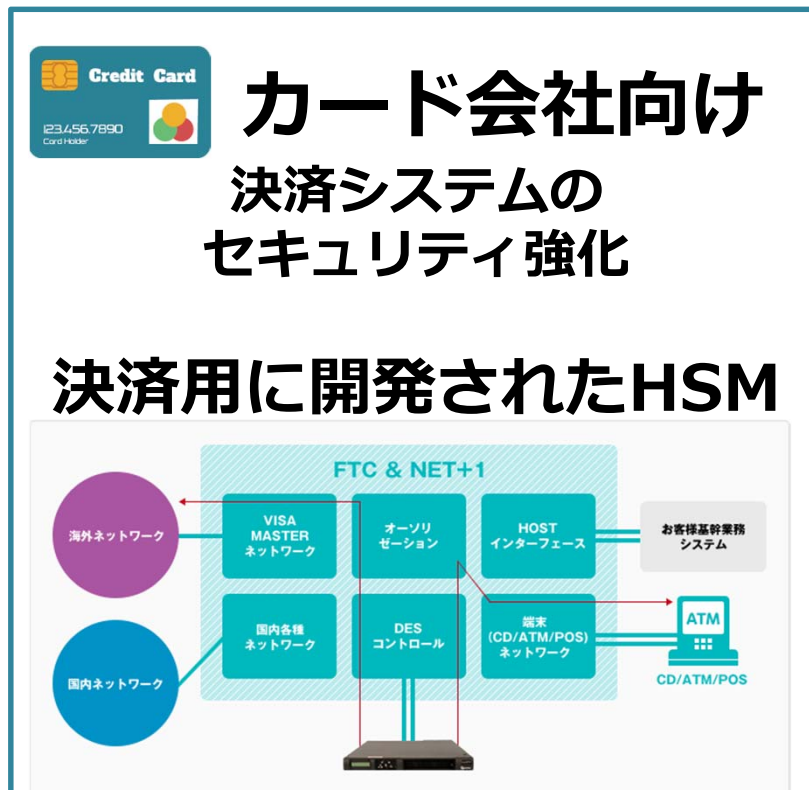 Credit Card
123.456.7890
Card Holder
カード会社向け
決済システムの
セキュリティ強化
決済用に開発されたHSM
FTC & NET+1
海外ネットワーク
VISA
MASTER
ネットワーク
オーソリ
ゼーション
HOST
インターフェース
お客様基幹業務
システム
国内ネットワーク
国内各種
ネットワーク
DES
コントロール
端末
(CD/ATM/POS)
ネットワーク
ATM
CD/ATM/POS